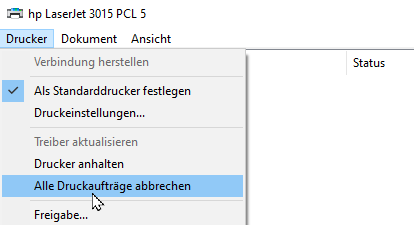 hp LaserJet 3015 PCL 5
Drucker Dokument Ansicht
Verbindung herstellen
Status
Als Standarddrucker festlegen
Druckeinstellungen...
Treiber aktualisieren
Drucker anhalten
Alle Druckaufträge abbrechen
Freigabe...